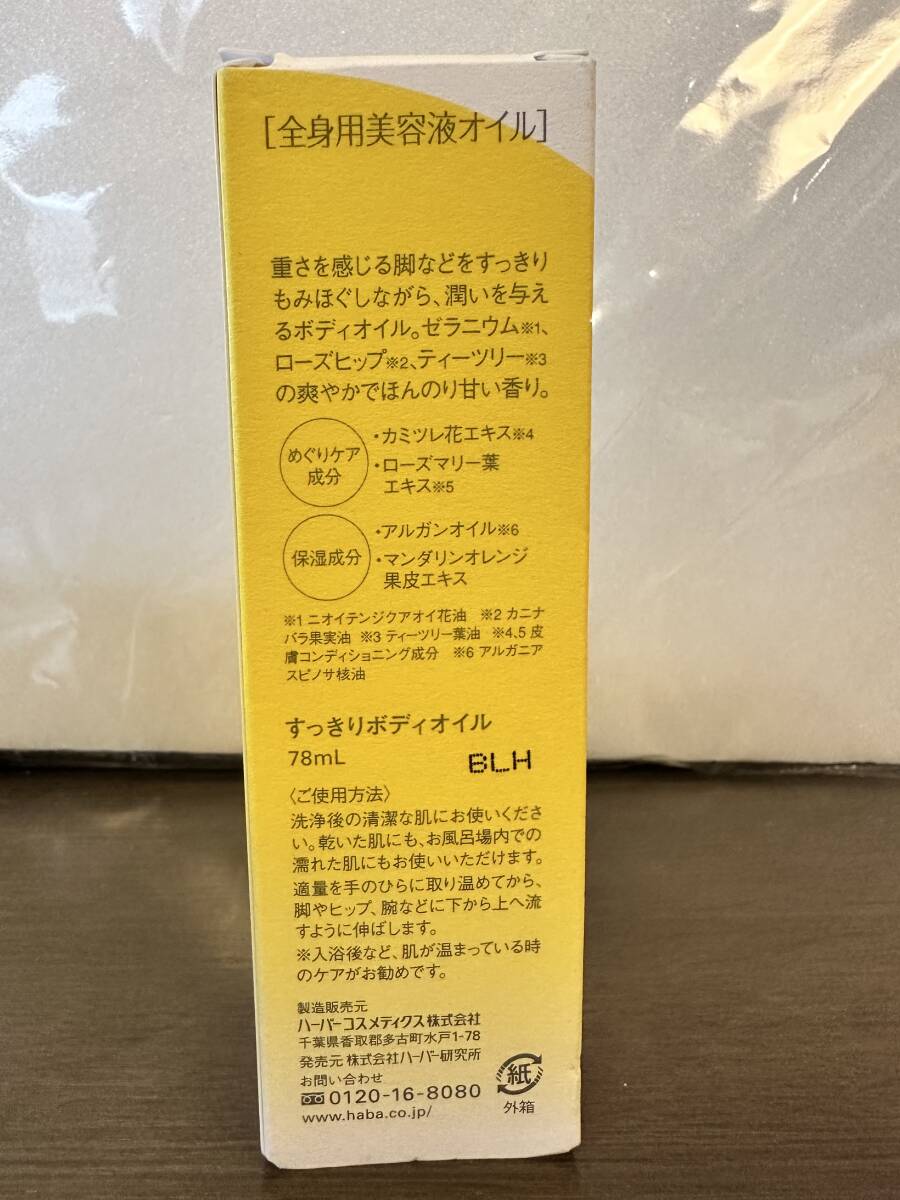 [全身用美容液オイル]
重さを感じる脚などをすっきり
もみほぐしながら、潤いを与え
るボディオイル。ゼラニウム※1、
ローズヒップ※2、ティーツリー※3
の爽やかでほんのり甘い香り。
めぐりケア
成分
・カミツレ花エキス※4
・ローズマリー葉
エキス※5
保湿成分
・アルガンオイル※6
・マンダリンオレンジ
果皮エキス
※1 ニオイテンジクアオイ花油 ※2 カニナ
バラ果実油 ※3 ティーツリー葉油 ※4、5 皮
膚コンディショニング成分 ※6 アルガニア
スピノサ核油
すっきりボディオイル
78mL
BLH
〈ご使用方法〉
洗浄後の清潔な肌にお使いくださ
い。乾いた肌にも、お風呂場内での
濡れた肌にもお使いいただけます。
適量を手のひらに取り温めてから、
脚やヒップ、腕などに下から上へ流
すように伸ばします。
※入浴後など、肌が温まっている時
のケアがお勧めです。
製造販売元
ハーバーコスメティクス株式会社
千葉県香取郡多古町水戸1-78
発売元 株式会社ハーバー研究所
お問い合わせ
0120-16-8080
www.haba.co.jp/
紙
外箱